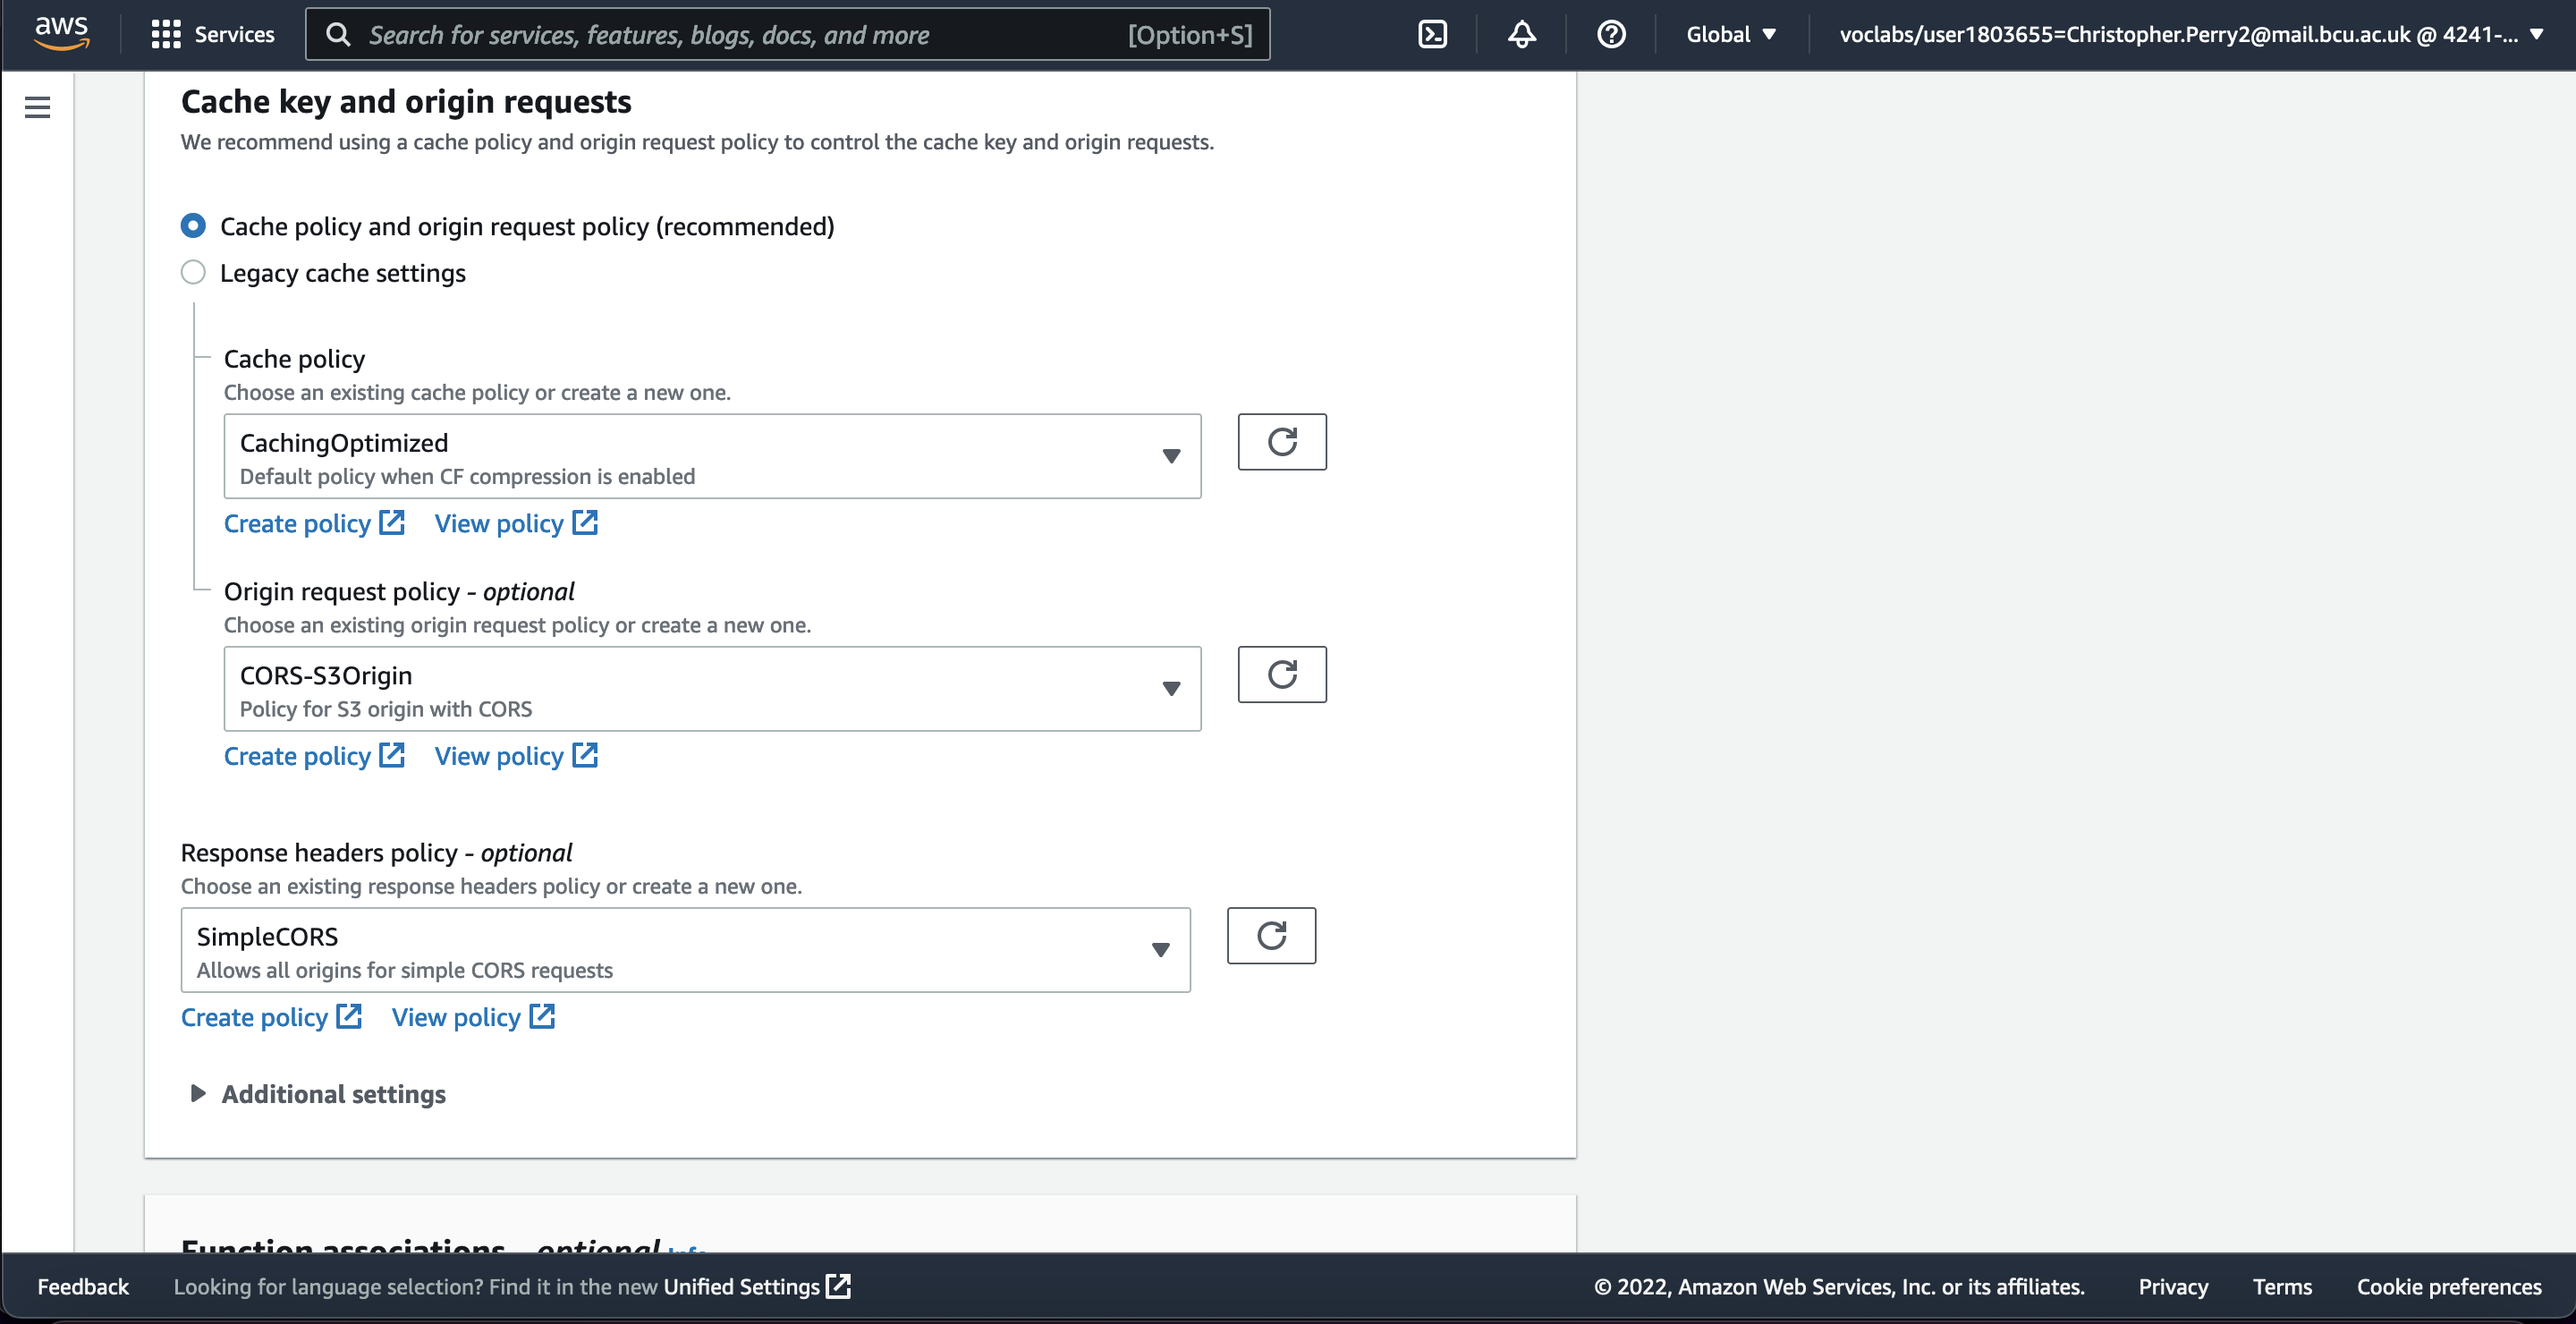 aws
Services
Search for services, features, blogs, docs, and more
[Option+S]
Global
voclabs/user1803655=Christopher.Perry2@mail.bcu.ac.uk @ 4241-...
Cache key and origin requests
We recommend using a cache policy and origin request policy to control the cache key and origin requests.
Cache policy and origin request policy (recommended)
Legacy cache settings
Cache policy
Choose an existing cache policy or create a new one.
CachingOptimized
Default policy when CF compression is enabled
Create policy View policy
Origin request policy - optional
Choose an existing origin request policy or create a new one.
CORS-S3Origin
Policy for S3 origin with CORS
Create policy View policy
Response headers policy - optional
Choose an existing response headers policy or create a new one.
SimpleCORS
Allows all origins for simple CORS requests
Create policy View policy
Additional settings
Function associations - optional Info
Feedback
Looking for language selection? Find it in the new Unified Settings
© 2022, Amazon Web Services, Inc. or its affiliates.
Privacy
Terms
Cookie preferences